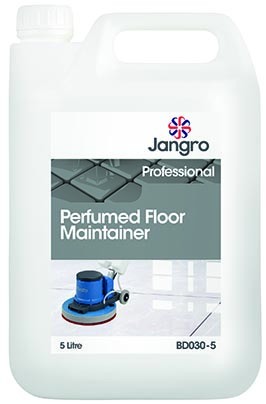 Jangro
Professional
Perfumed Floor
Maintainer
5 Litre BD030-5